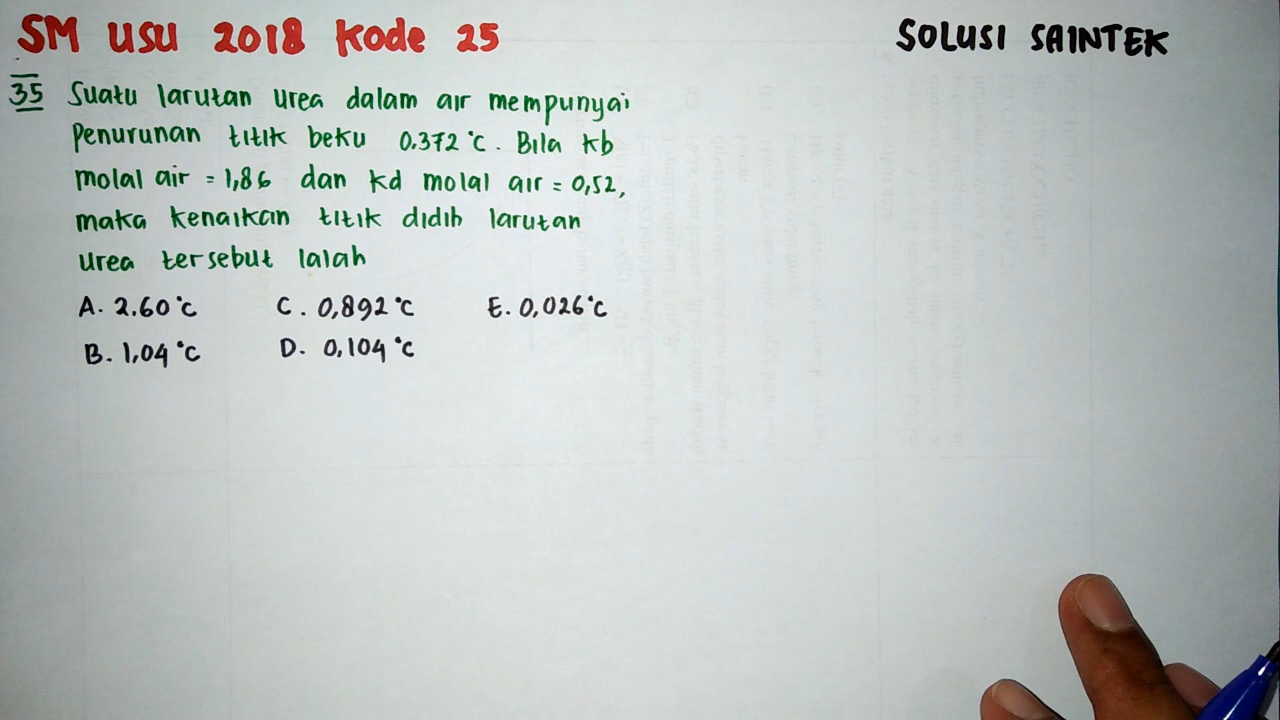 SM USU 2018 Kode 25
SOLUSI SAINTEK
35 Suatu larutan urea dalam air mempunyai
Penurunan titik beku 0.372 °C. Bila kb
molal air = 1,86 dan kd molal air = 0,52,
maka kenaikan titik didih larutan
urea tersebut Ialah
A. 2.60 °C C. 0,892 °C E. 0,026 °C
B. 1,04 °C D. 0,104 °C